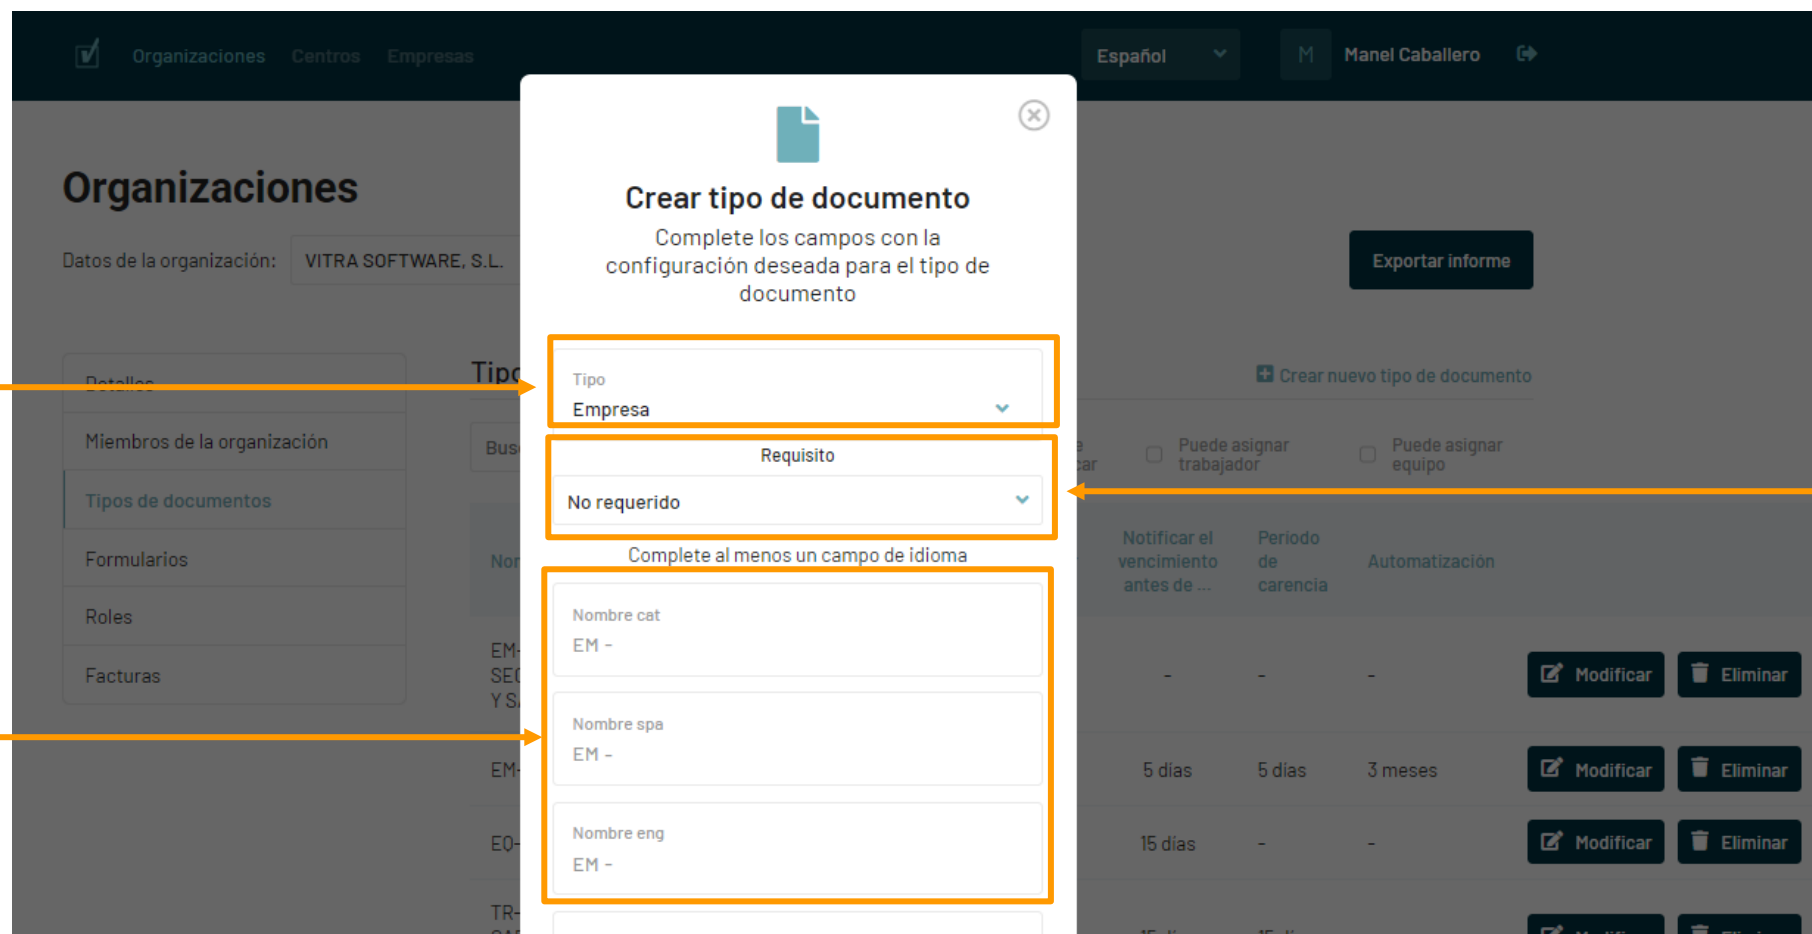 Organizaciones Centros Empresas
Español
M Manel Caballero
Crear tipo de documento
Complete los campos con la
configuración deseada para el tipo de
documento
Organizaciones
Datos de la organización: VITRA SOFTWARE, S.L.
Exportar informe
Detalles
Miembros de la organización
Tipos de documentos
Formularios
Roles
Facturas
Crear nuevo tipo de documento
Puede asignar
trabajador
Puede asignar
equipo
Tipo
Empresa
Requisito
No requerido
Complete al menos un campo de idioma
Nombre cat
EM -
Nombre spa
EM -
Nombre eng
EM -
Notificar el
vencimiento
antes de ...
Periodo
de
carencia
Automatización
EM-
- - - Modificar Eliminar
EM-
5 días 5 días 3 meses Modificar Eliminar
EQ-
15 días - - Modificar Eliminar
TR-